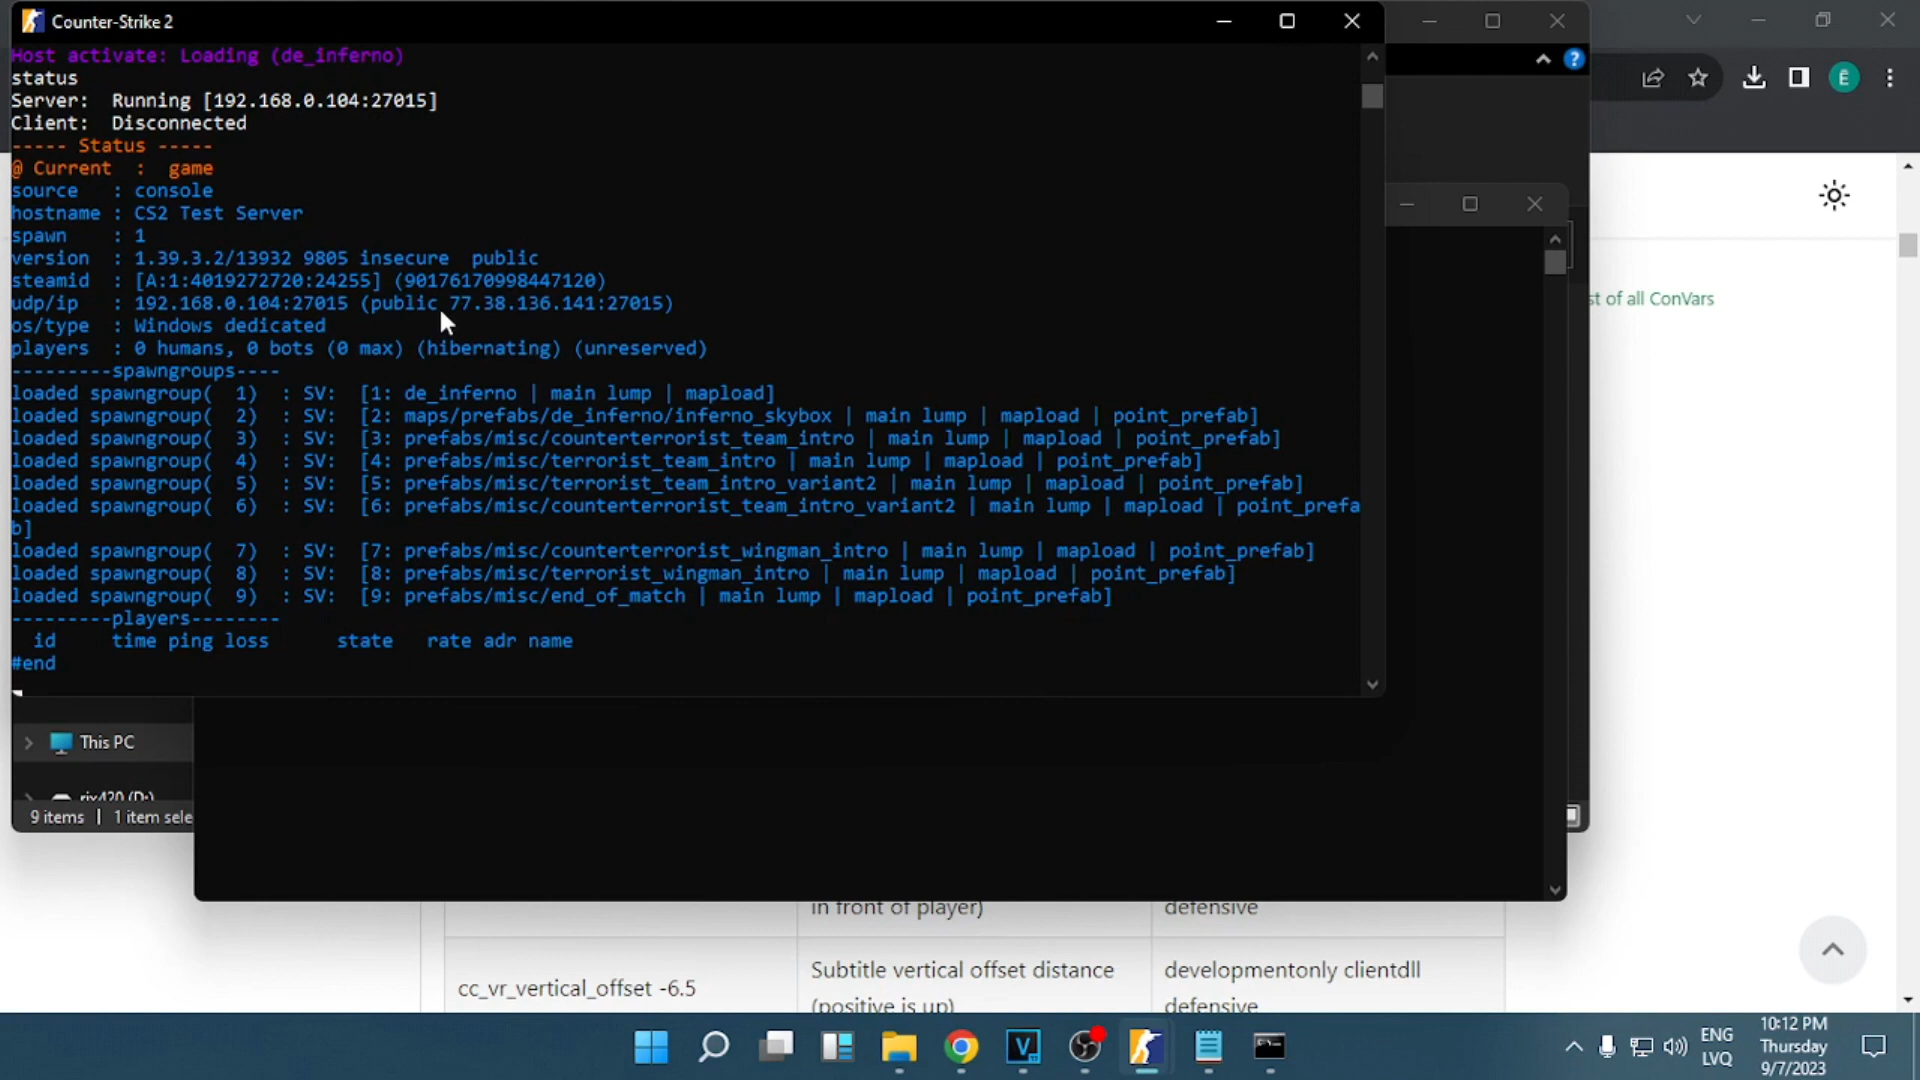 Counter-Strike 2
Host activate: Loading (de_inferno)
status
Server:  Running [192.168.0.104:27015]
Client:  Disconnected
----- Status -----
@ Current  :  game
source   : console
hostname : CS2 Test Server
spawn    : 1
version  : 1.39.3.2/13932 9805 insecure  public
steamid  : [A:1:4019272720:24255] (90176170998447120)
udp/ip   : 192.168.0.104:27015 (public 77.38.136.141:27015)
os/type  : Windows dedicated
players  : 0 humans, 0 bots (0 max) (hibernating) (unreserved)
---------spawngroups----
loaded spawngroup(  1)  : SV:  [1: de_inferno | main lump | mapload]
loaded spawngroup(  2)  : SV:  [2: maps/prefabs/de_inferno/inferno_skybox | main lump | mapload | point_prefab]
loaded spawngroup(  3)  : SV:  [3: prefabs/misc/counterterrorist_team_intro | main lump | mapload | point_prefab]
loaded spawngroup(  4)  : SV:  [4: prefabs/misc/terrorist_team_intro | main lump | mapload | point_prefab]
loaded spawngroup(  5)  : SV:  [5: prefabs/misc/terrorist_team_intro_variant2 | main lump | mapload | point_prefab]
loaded spawngroup(  6)  : SV:  [6: prefabs/misc/counterterrorist_team_intro_variant2 | main lump | mapload | point_prefa
b]
loaded spawngroup(  7)  : SV:  [7: prefabs/misc/counterterrorist_wingman_intro | main lump | mapload | point_prefab]
loaded spawngroup(  8)  : SV:  [8: prefabs/misc/terrorist_wingman_intro | main lump | mapload | point_prefab]
loaded spawngroup(  9)  : SV:  [9: prefabs/misc/end_of_match | main lump | mapload | point_prefab]
---------players--------
  id     time ping loss      state   rate adr name
#end
Ē
st of all ConVars
This PC
rix420 (D:)
9 items | 1 item sele
in front of player)
defensive
cc_vr_vertical_offset -6.5
Subtitle vertical offset distance
(positive is up)
developmentonly clientdll
defensive
ENG
LVQ
10:12 PM
Thursday
9/7/2023